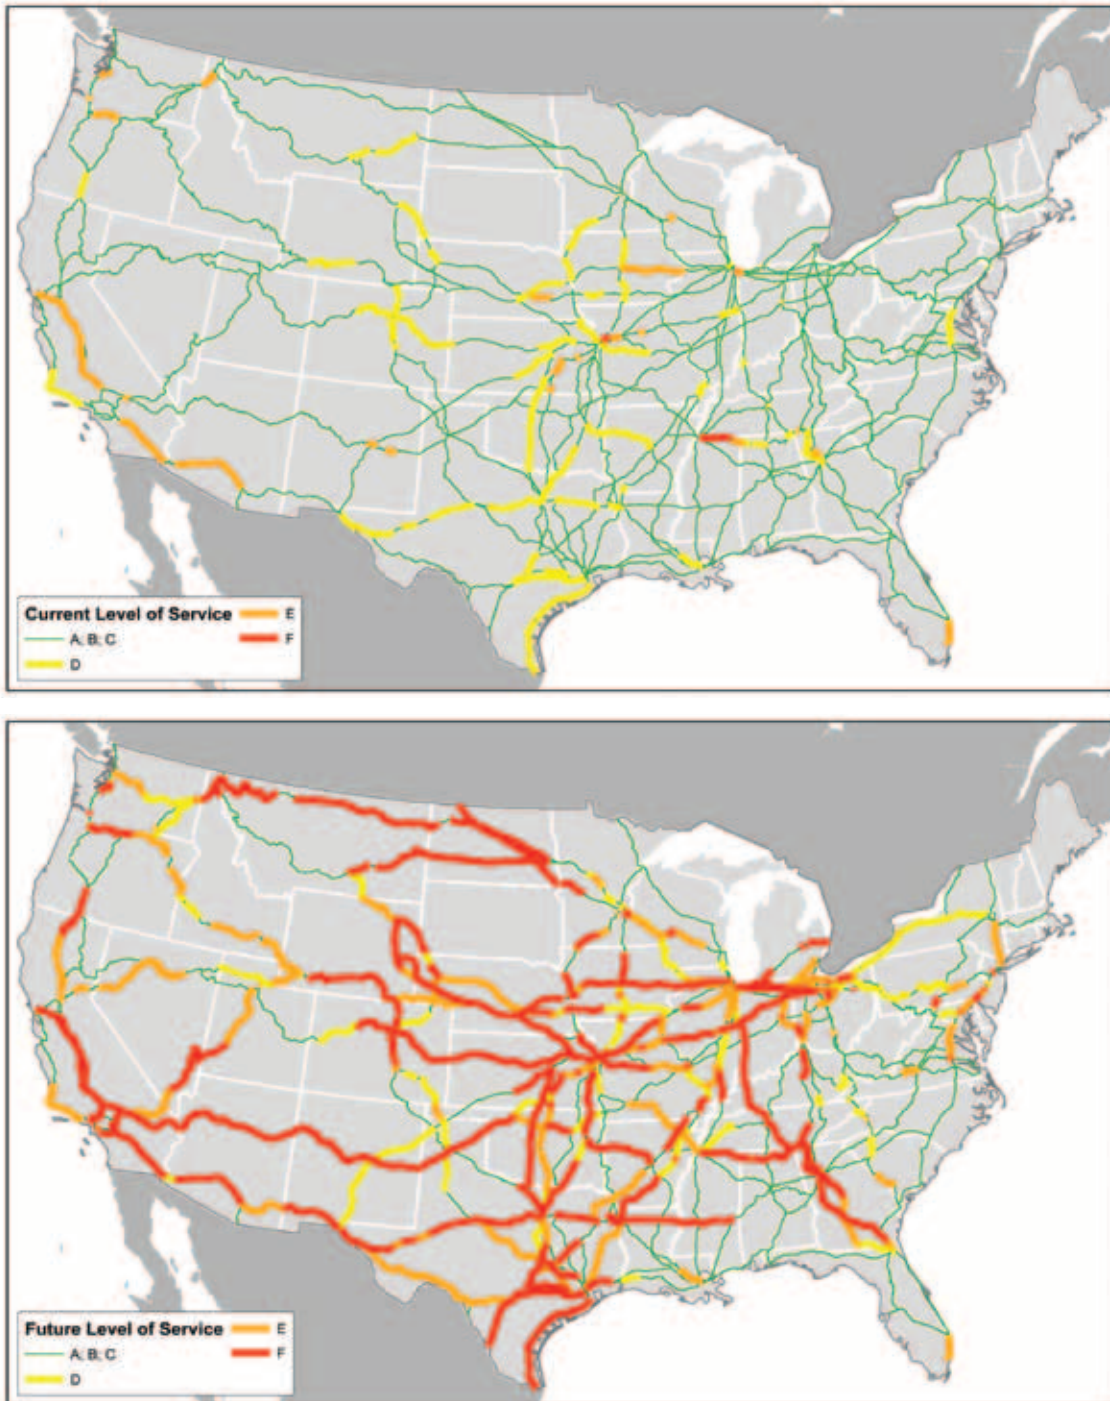 Current Level of Service
E
A; B; C
F
D
Future Level of Service
E
A; B; C
F
D